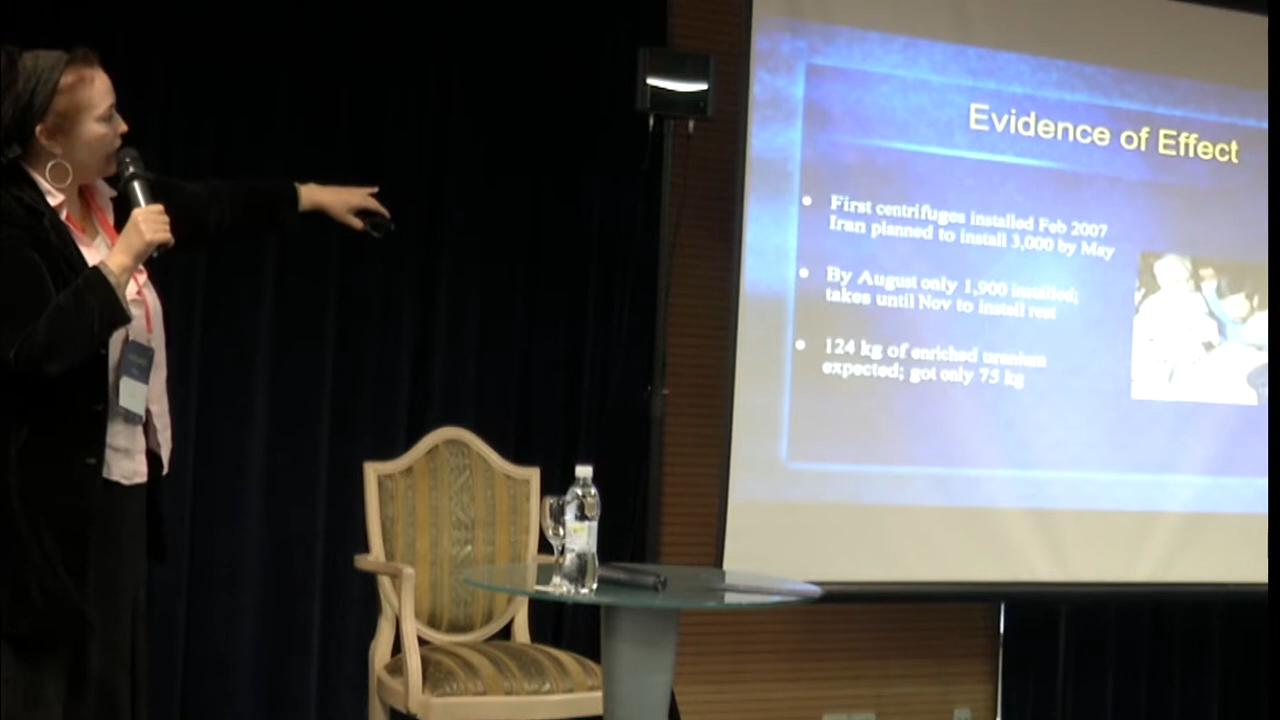 Evidence of Effect
First centrifuges installed Feb 2007
Iran planned to install 3,000 by May
By August only 1,900 installed;
takes until Nov to install rest
124 kg of enriched uranium
expected; got only 75 kg